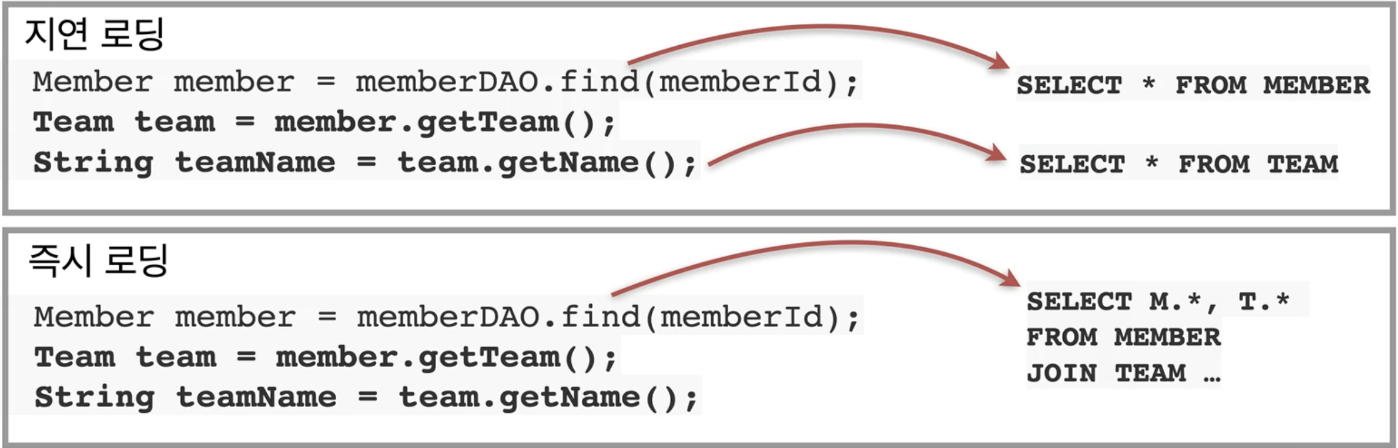 지연 로딩
Member member = memberDAO.find(memberId);
SELECT * FROM MEMBER
Team team = member.getTeam();
String teamName = team.getName();
SELECT * FROM TEAM
즉시 로딩
Member member = memberDAO.find(memberId);
Team team = member.getTeam();
String teamName = team.getName();
SELECT M.*, T.*
FROM MEMBER
JOIN TEAM …